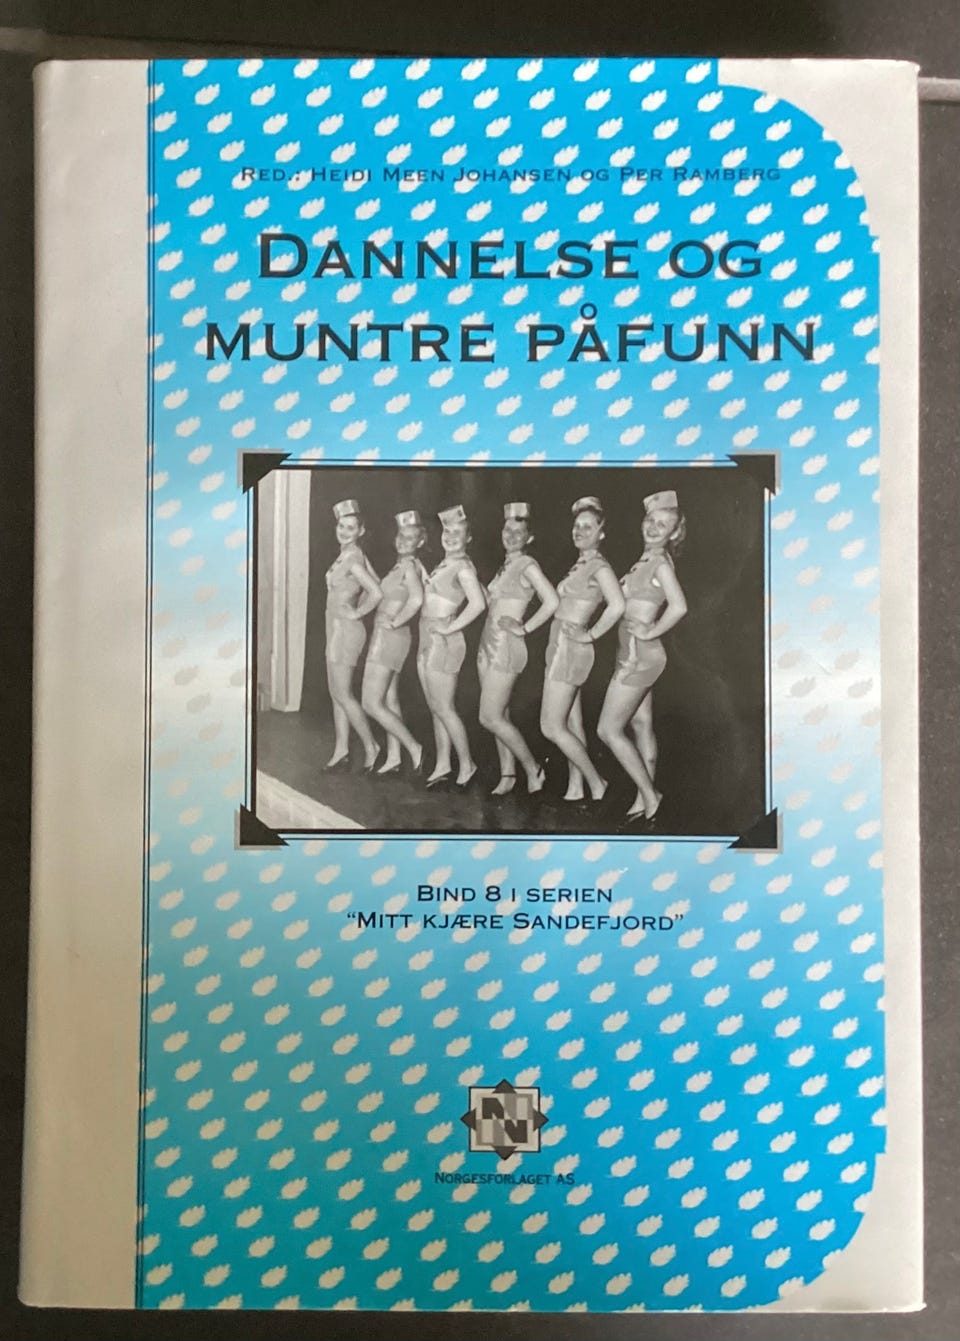 RED.: HEIDI MEEN JOHANSEN OG PER RAMBERG
DANNELSE OG
MUNTRE PÅFUNN
BIND 8 I SERIEN
“MITT KJÆRE SANDEFJORD”
NORGESFORLAGET AS